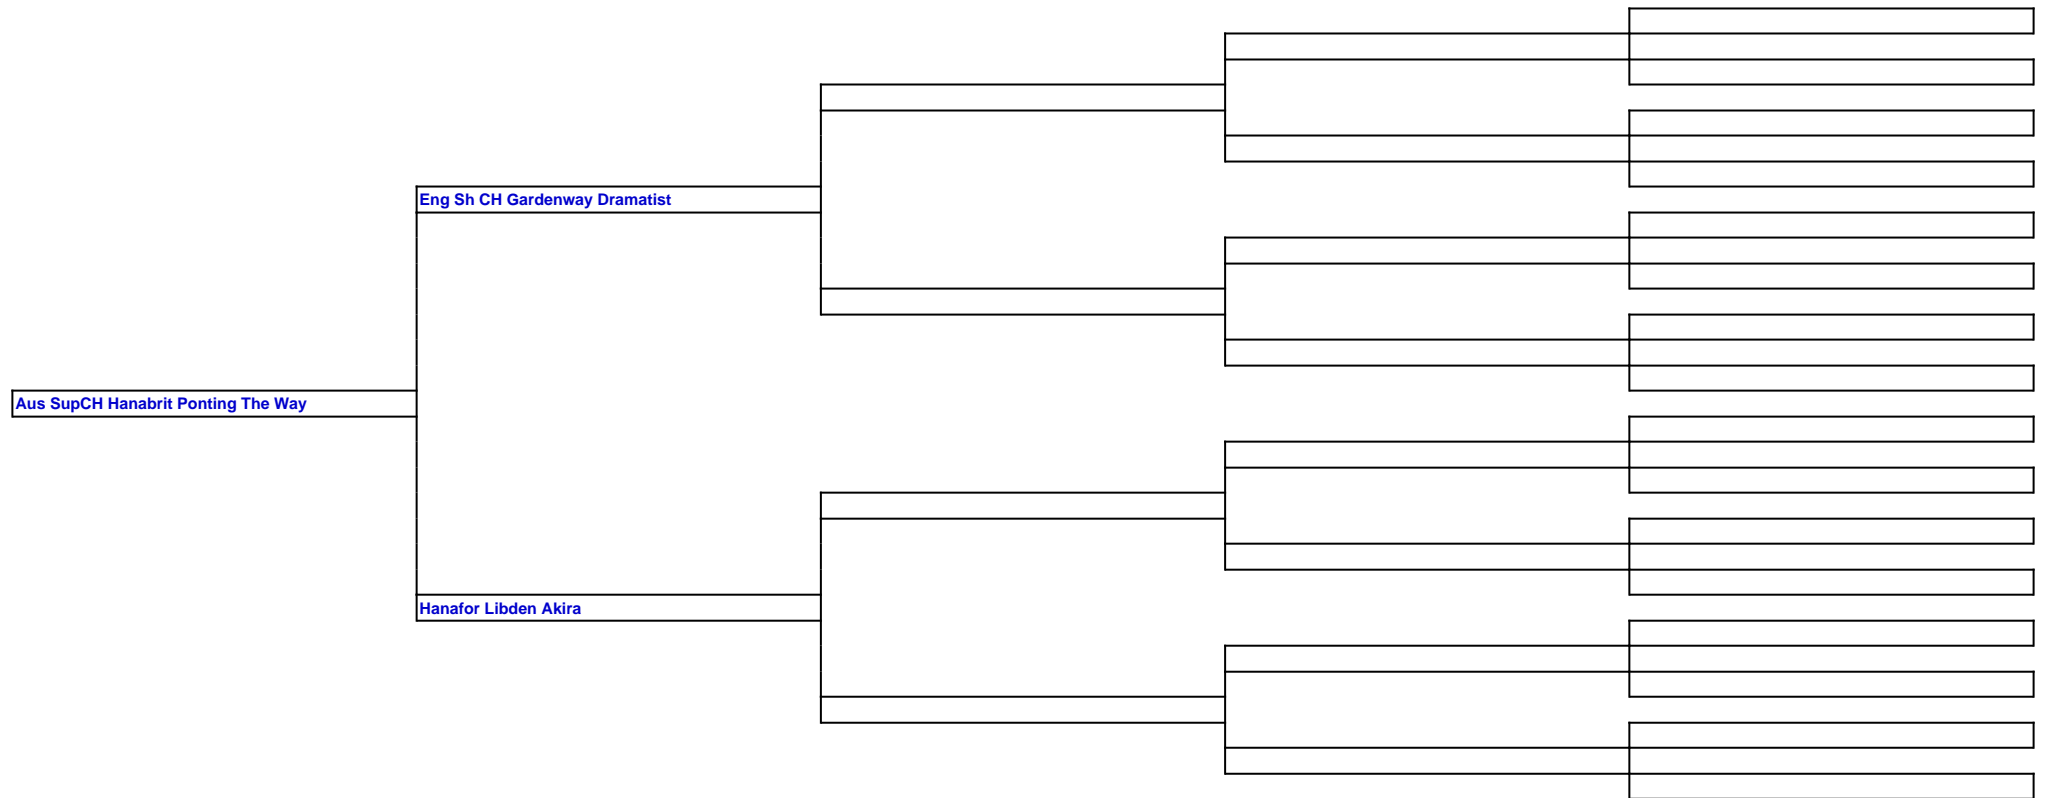 Eng Sh CH Gardenway Dramatist
Aus SupCH Hanabrit Ponting The Way
Hanafor Libden Akira